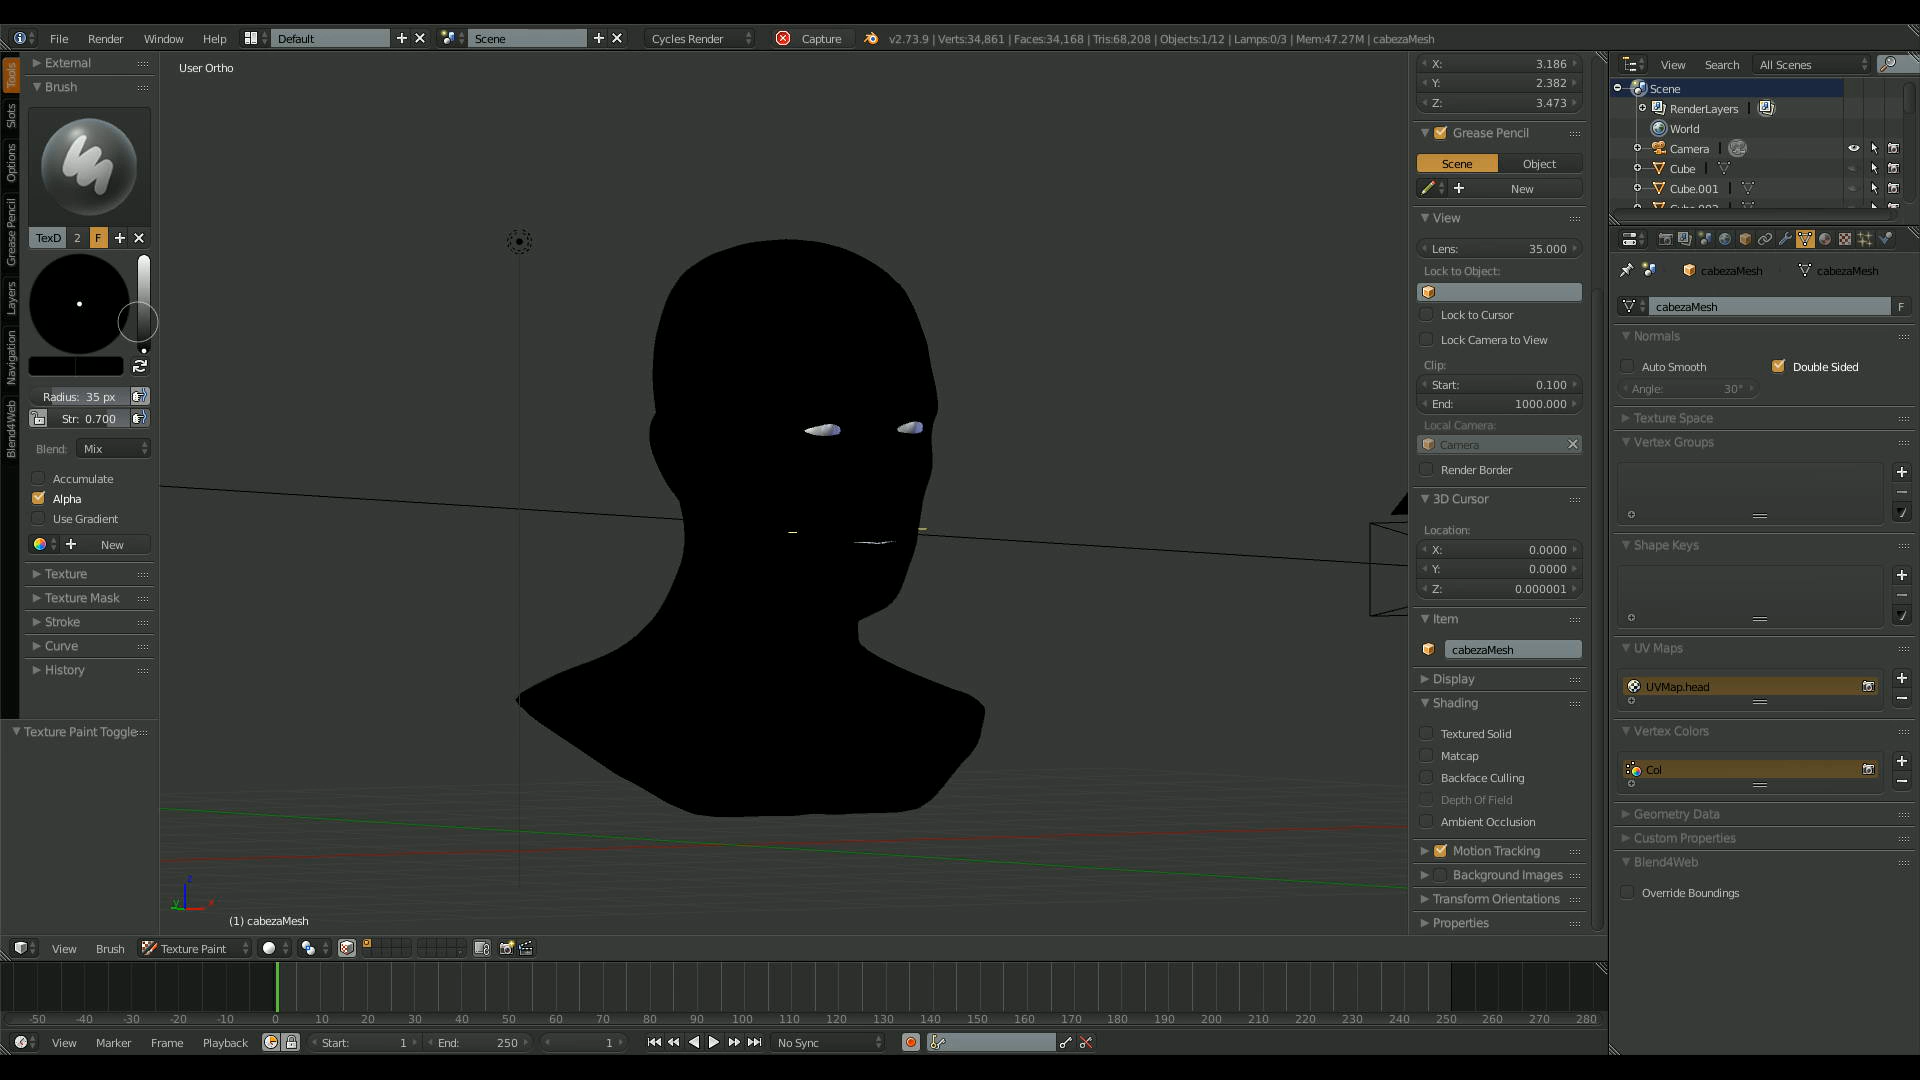 File Render Window Help Default Scene Cycles Render Capture v2.73.9 | Verts:34,861 | Faces:34,168 | Tris:68,208 | Objects:1/12 | Lamps:0/3 | Mem:47.27M | cabezaMesh
Tools
Slots
Options
Grease Pencil
Layers
Navigation
Blend4Web
External
Brush
TexD 2 F
Radius: 35 px
Str: 0.700
Blend: Mix
Accumulate
Alpha
Use Gradient
New
Texture
Texture Mask
Stroke
Curve
History
Texture Paint Toggle
User Ortho
z
y x
(1) cabezaMesh
X: 3.186
Y: 2.382
Z: 3.473
Grease Pencil
Scene Object
New
View
Lens: 35.000
Lock to Object:
Lock to Cursor
Lock Camera to View
Clip:
Start: 0.100
End: 1000.000
Local Camera:
Camera
Render Border
3D Cursor
Location:
X: 0.0000
Y: 0.0000
Z: 0.000001
Item
cabezaMesh
Display
Shading
Textured Solid
Matcap
Backface Culling
Depth Of Field
Ambient Occlusion
Motion Tracking
Background Images
Transform Orientations
Properties
View Search All Scenes
Scene
RenderLayers |
World
Camera |
Cube |
Cube.001 |
cabezaMesh cabezaMesh
cabezaMesh F
Normals
Auto Smooth Double Sided
Angle: 30°
Texture Space
Vertex Groups
Shape Keys
UV Maps
UVMap.head
Vertex Colors
Col
Geometry Data
Custom Properties
Blend4Web
Override Boundings
View Brush Texture Paint
-50 -40 -30 -20 -10 0 10 20 30 40 50 60 70 80 90 100 110 120 130 140 150 160 170 180 190 200 210 220 230 240 250 260 270 280
View Marker Frame Playback Start: 1 End: 250 1 No Sync